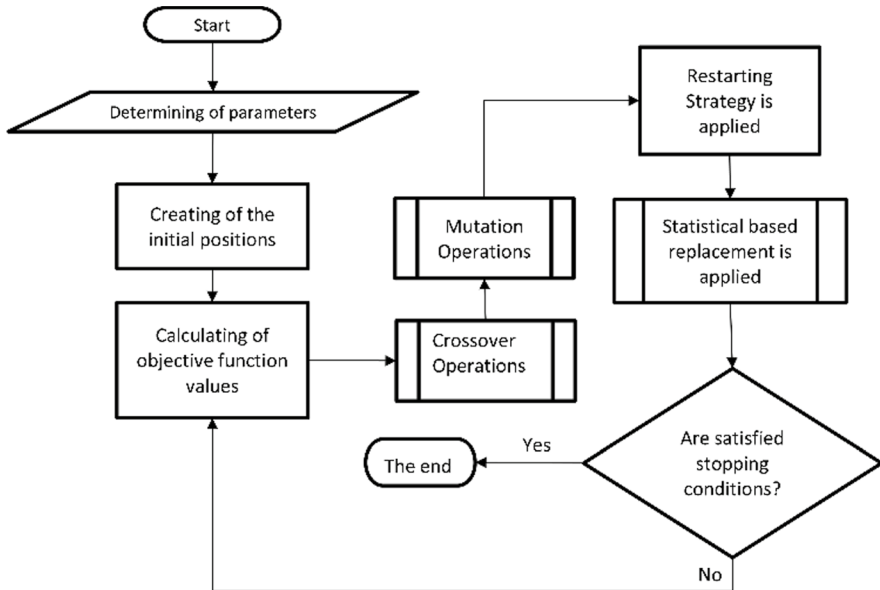 Start
Determining of parameters
Creating of the
initial positions
Calculating of
objective function
values
Crossover
Operations
Mutation
Operations
Restarting
Strategy is
applied
Statistical based
replacement is
applied
Are satisfied
stopping
conditions?
Yes
The end
No